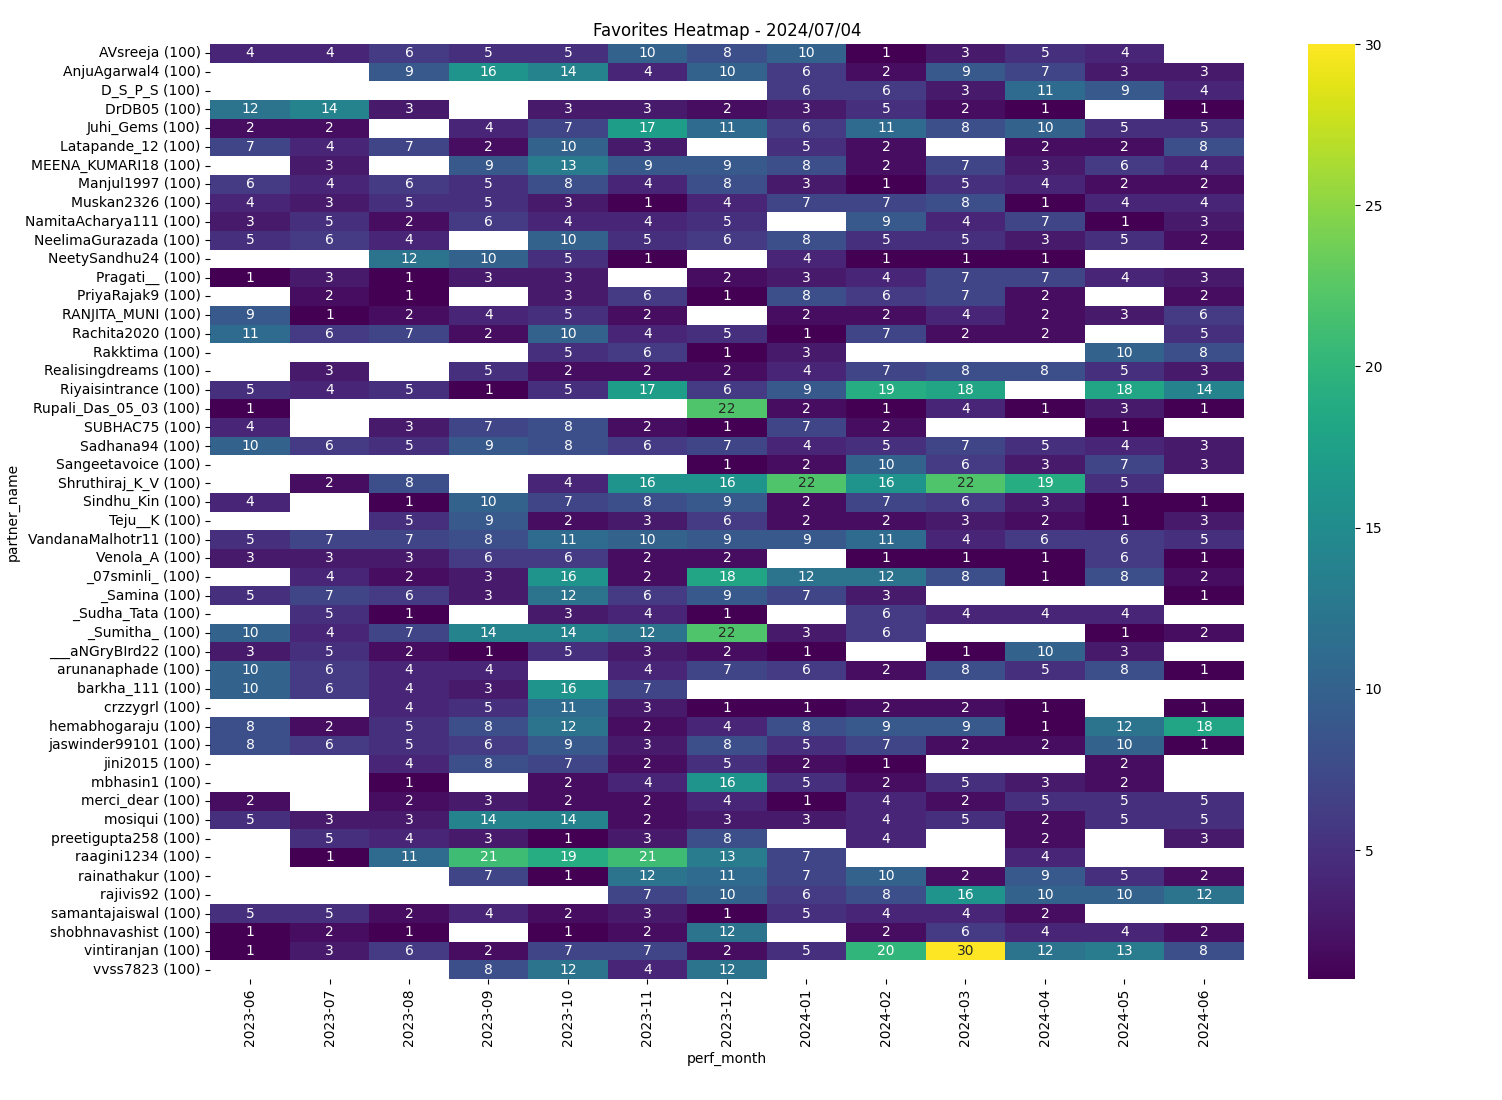 Favorites Heatmap - 2024/07/04
AVsreeja (100) 4 4 6 5 5 10 8 10 1 3 5 4
AnjuAgarwal4 (100) 9 16 14 4 10 6 2 9 7 3 3
D_S_P_S (100) 6 6 3 11 9 4
DrDB05 (100) 12 14 3 3 3 2 3 5 2 1 1
Juhi_Gems (100) 2 2 4 7 17 11 6 11 8 10 5 5
Latapande_12 (100) 7 4 7 2 10 3 5 2 2 2 8
MEENA_KUMARI18 (100) 3 9 13 9 9 8 2 7 3 6 4
Manjul1997 (100) 6 4 6 5 8 4 8 3 1 5 4 2 2
Muskan2326 (100) 4 3 5 5 3 1 4 7 7 8 1 4 4
NamitaAcharya111 (100) 3 5 2 6 4 4 5 9 4 7 1 3
NeelimaGurazada (100) 5 6 4 10 5 6 8 5 5 3 5 2
NeetySandhu24 (100) 12 10 5 1 4 1 1 1
Pragati__ (100) 1 3 1 3 3 2 3 4 7 7 4 3
PriyaRajak9 (100) 2 1 3 6 1 8 6 7 2 2
RANJITA_MUNI (100) 9 1 2 4 5 2 2 2 4 2 3 6
Rachita2020 (100) 11 6 7 2 10 4 5 1 7 2 2 5
Rakktima (100) 5 6 1 3 10 8
Realisingdreams (100) 3 5 2 2 2 4 7 8 8 5 3
Riyaisintrance (100) 5 4 5 1 5 17 6 9 19 18 18 14
Rupali_Das_05_03 (100) 1 22 2 1 4 1 3 1
SUBHAC75 (100) 4 3 7 8 2 1 7 2 1
Sadhana94 (100) 10 6 5 9 8 6 7 4 5 7 5 4 3
Sangeetavoice (100) 1 2 10 6 3 7 3
Shruthiraj_K_V (100) 2 8 4 16 16 22 16 22 19 5
Sindhu_Kin (100) 4 1 10 7 8 9 2 7 6 3 1 1
Teju__K (100) 5 9 2 3 6 2 2 3 2 1 3
VandanaMalhotr11 (100) 5 7 7 8 11 10 9 9 11 4 6 6 5
Venola_A (100) 3 3 3 6 6 2 2 1 1 1 6 1
_07sminli_ (100) 4 2 3 16 2 18 12 12 8 1 8 2
_Samina (100) 5 7 6 3 12 6 9 7 3 1
_Sudha_Tata (100) 5 1 3 4 1 6 4 4 4
_Sumitha_ (100) 10 4 7 14 14 12 22 3 6 1 2
___aNGryBIrd22 (100) 3 5 2 1 5 3 2 1 1 10 3
arunanaphade (100) 10 6 4 4 4 7 6 2 8 5 8 1
barkha_111 (100) 10 6 4 3 16 7
crzzygrl (100) 4 5 11 3 1 1 2 2 1 1
hemabhogaraju (100) 8 2 5 8 12 2 4 8 9 9 1 12 18
jaswinder99101 (100) 8 6 5 6 9 3 8 5 7 2 2 10 1
jini2015 (100) 4 8 7 2 5 2 1 2
mbhasin1 (100) 1 2 4 16 5 2 5 3 2
merci_dear (100) 2 2 3 2 2 4 1 4 2 5 5 5
mosiqui (100) 5 3 3 14 14 2 3 3 4 5 2 5 5
preetigupta258 (100) 5 4 3 1 3 8 4 2 3
raagini1234 (100) 1 11 21 19 21 13 7 4
rainathakur (100) 7 1 12 11 7 10 2 9 5 2
rajivis92 (100) 7 10 6 8 16 10 10 12
samantajaiswal (100) 5 5 2 4 2 3 1 5 4 4 2
shobhnavashist (100) 1 2 1 1 2 12 2 6 4 4 2
vintiranjan (100) 1 3 6 2 7 7 2 5 20 30 12 13 8
vvss7823 (100) 8 12 4 12
2023-06 2023-07 2023-08 2023-09 2023-10 2023-11 2023-12 2024-01 2024-02 2024-03 2024-04 2024-05 2024-06
perf_month
partner_name
30
25
20
15
10
5